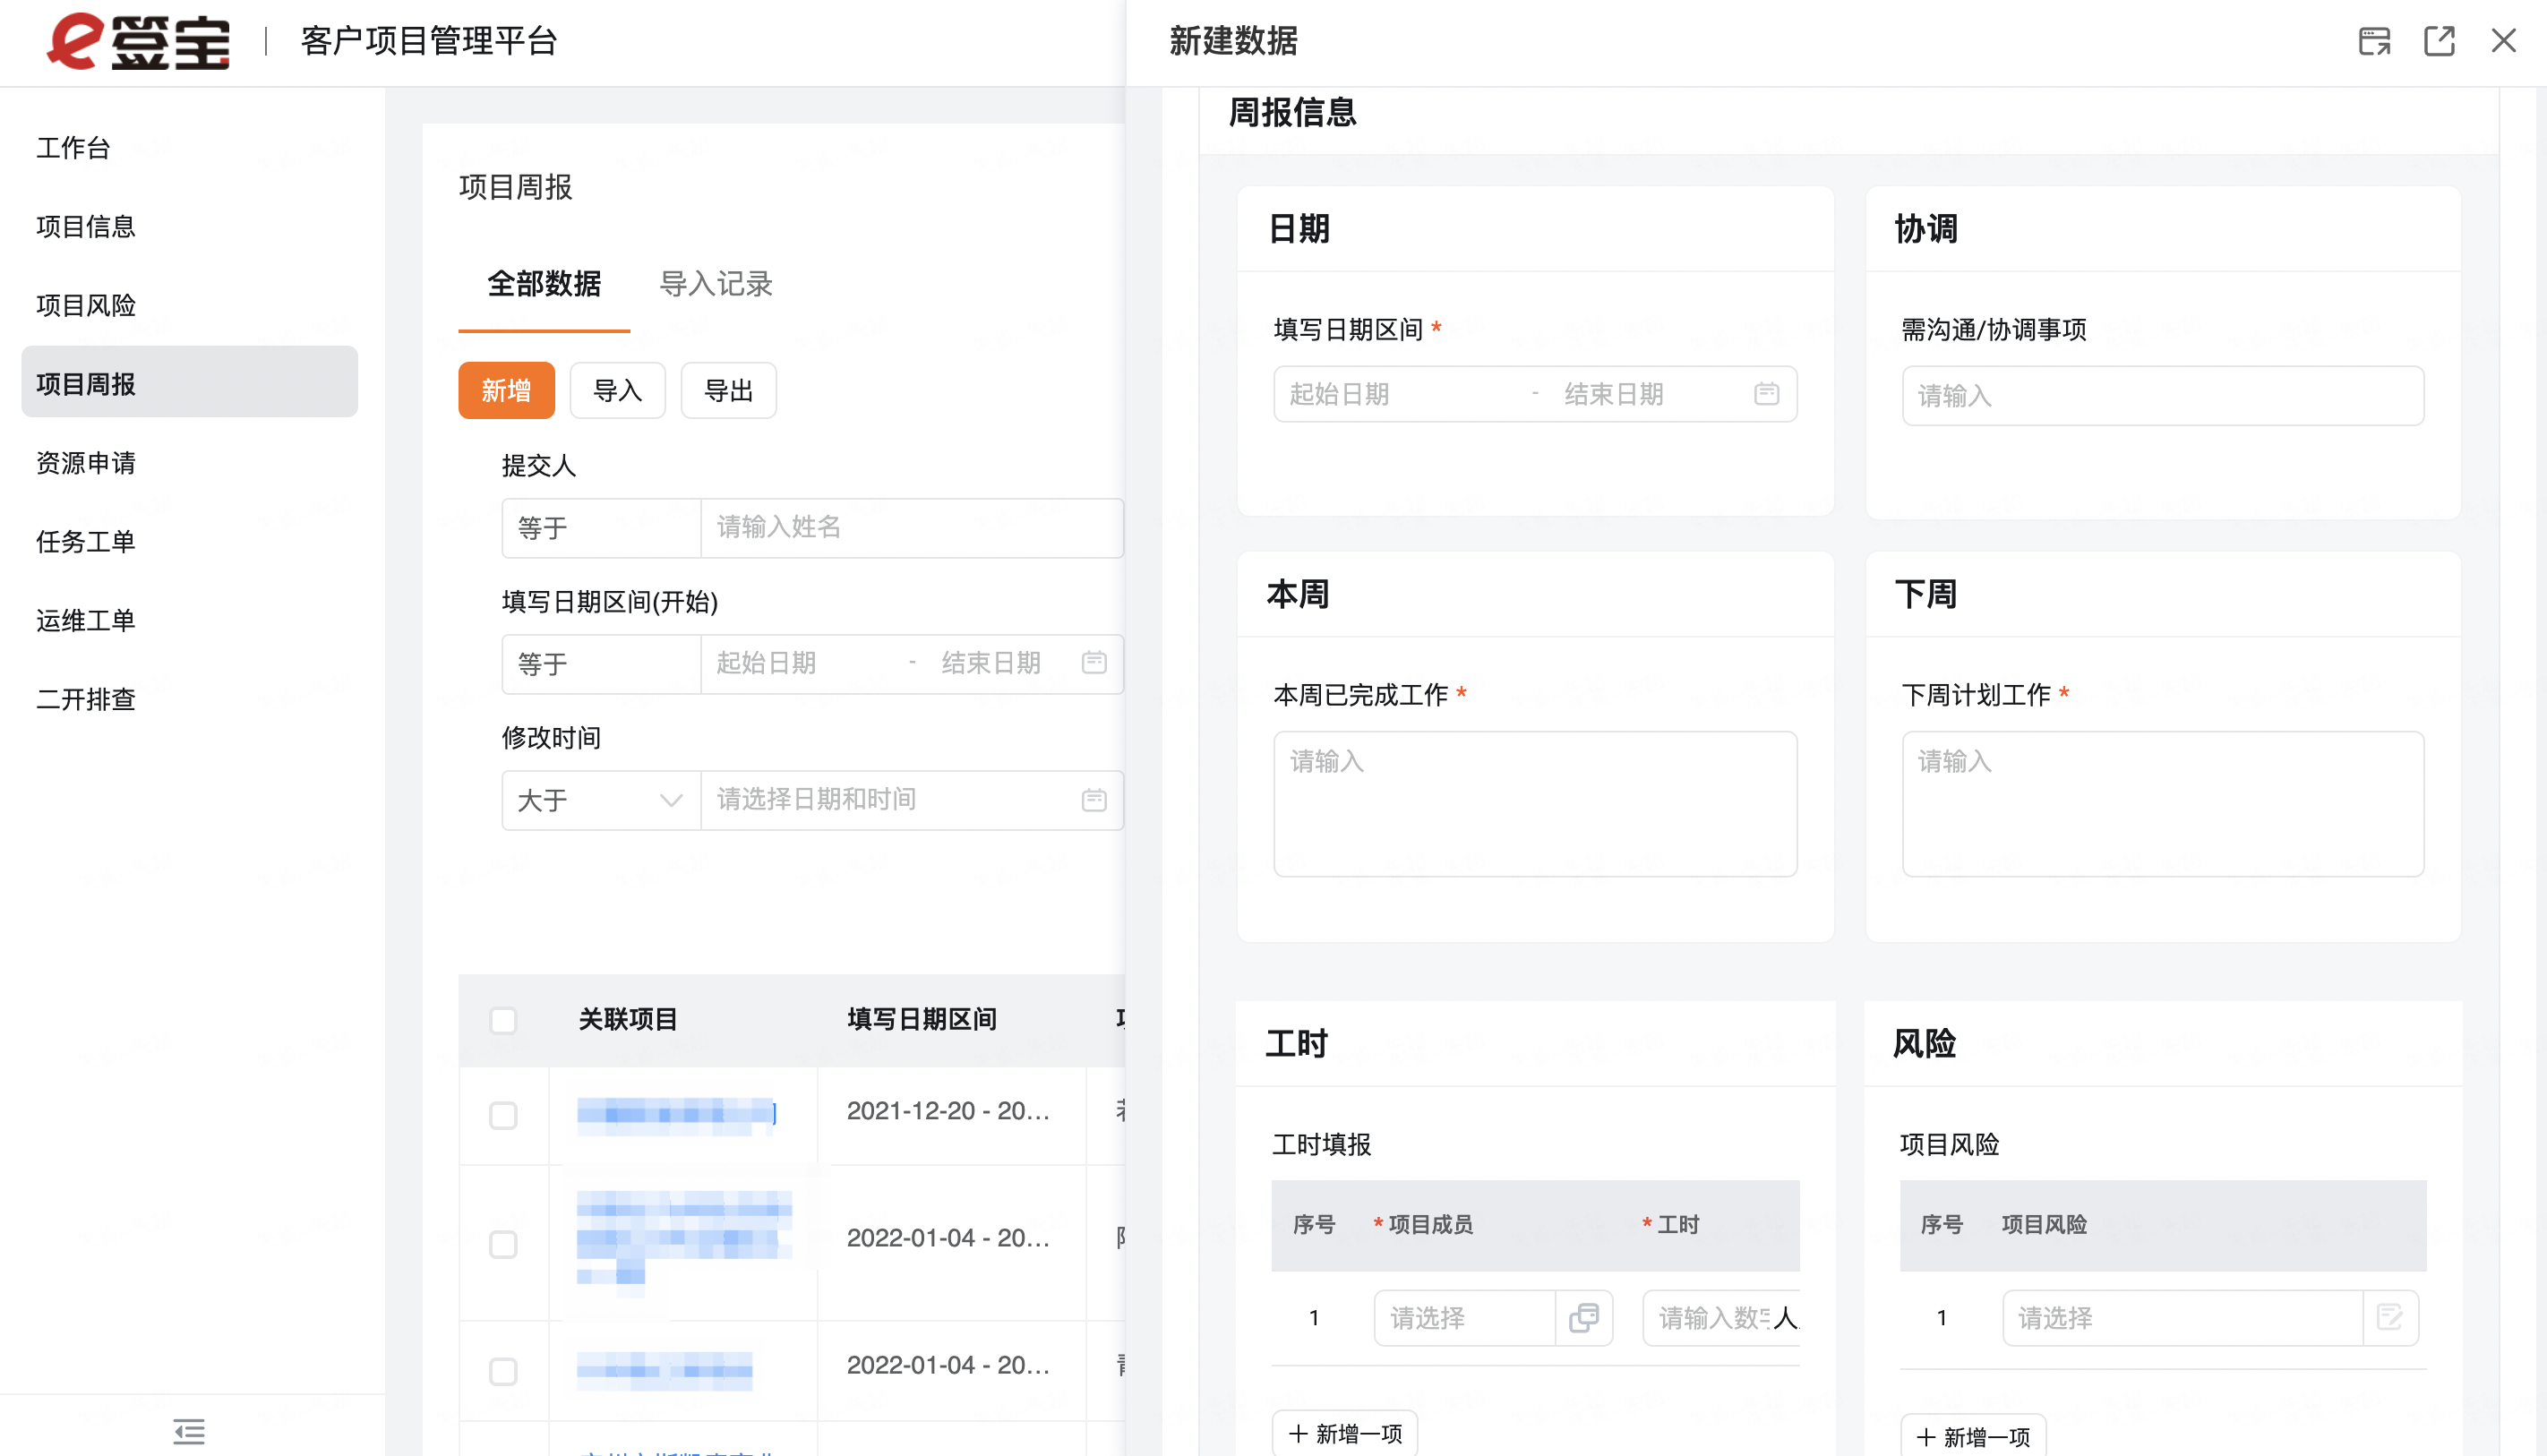 e签宝 | 客户项目管理平台
工作台
项目信息
项目风险
项目周报
资源申请
任务工单
运维工单
二开排查
项目周报
全部数据 导入记录
新增 导入 导出
提交人
等于 请输入姓名
填写日期区间(开始)
等于 起始日期 - 结束日期
修改时间
大于 请选择日期和时间
关联项目 填写日期区间
2021-12-20 - 20...
2022-01-04 - 20...
2022-01-04 - 20...
新建数据
周报信息
日期
填写日期区间 *
起始日期 - 结束日期
协调
需沟通/协调事项
请输入
本周
本周已完成工作 *
请输入
下周
下周计划工作 *
请输入
工时
工时填报
序号 * 项目成员 * 工时
1 请选择 请输入数 人
+ 新增一项
风险
项目风险
序号 项目风险
1 请选择
+ 新增一项